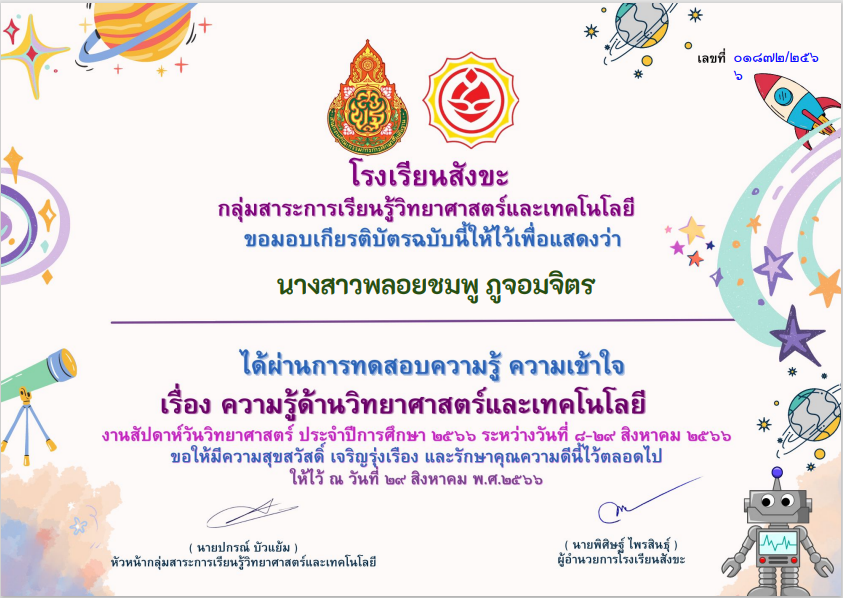 เลขที่ ๐๑๘๗๒/๒๕๖
๖
โรงเรียนสังขะ
กลุ่มสาระการเรียนรู้วิทยาศาสตร์และเทคโนโลยี
ขอมอบเกียรติบัตรฉบับนี้ให้ไว้เพื่อแสดงว่า
นางสาวพลอยชมพู ภูจอมจิตร
ได้ผ่านการทดสอบความรู้ ความเข้าใจ
เรื่อง ความรู้ด้านวิทยาศาสตร์และเทคโนโลยี
งานสัปดาห์วันวิทยาศาสตร์ ประจำปีการศึกษา ๒๕๖๖ ระหว่างวันที่ ๘-๒๙ สิงหาคม ๒๕๖๖
ขอให้มีความสุขสวัสดิ์ เจริญรุ่งเรือง และรักษาคุณความดีนี้ไว้ตลอดไป
ให้ไว้ ณ วันที่ ๒๙ สิงหาคม พ.ศ.๒๕๖๖
( นายปกรณ์ บัวแย้ม )
หัวหน้ากลุ่มสาระการเรียนรู้วิทยาศาสตร์และเทคโนโลยี
( นายพิศิษฐ์ ไพรสินธุ์ )
ผู้อำนวยการโรงเรียนสังขะ